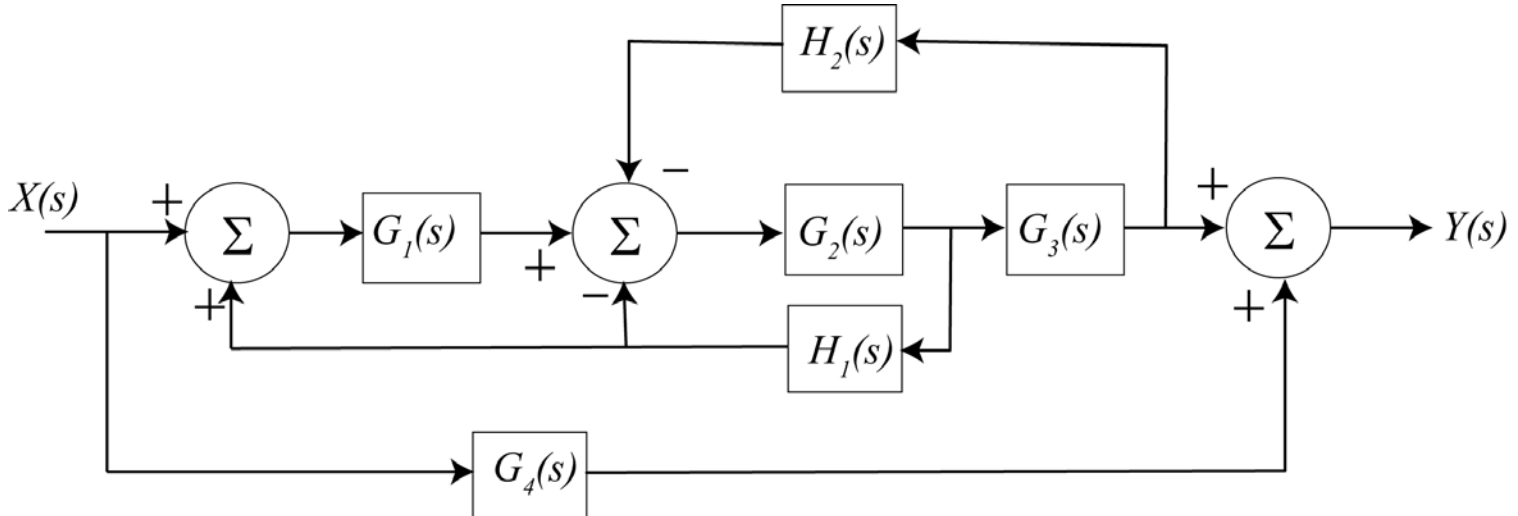 H₂(s)
−
X(s)
+
Σ
G₁(s)
+
Σ
G₂(s)
G₃(s)
+
Σ
Y(s)
+
−
H₁(s)
+
G₄(s)